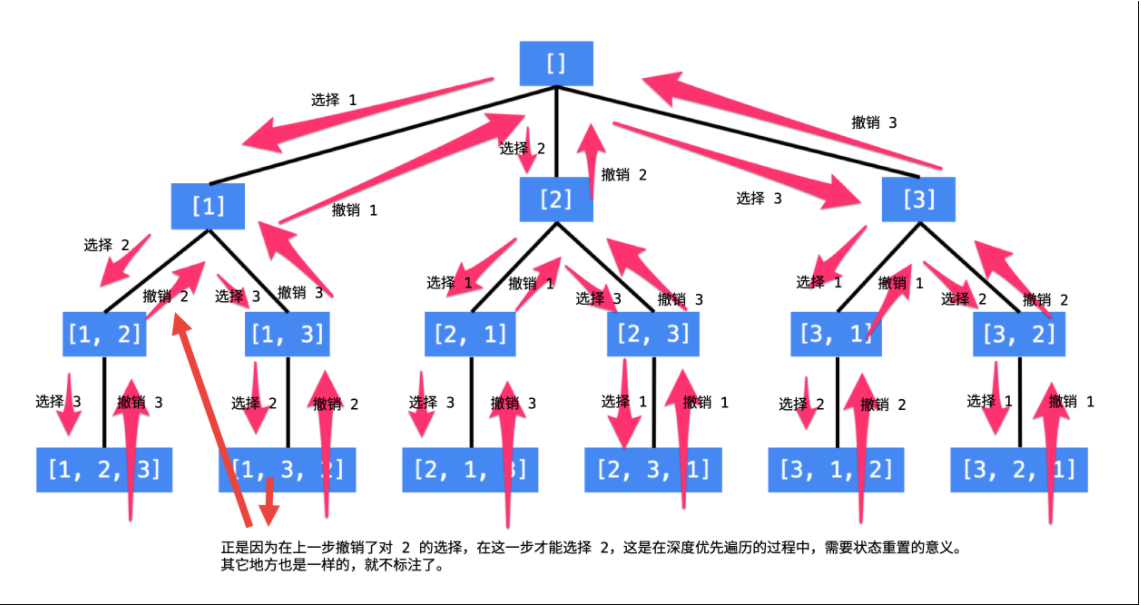 []
选择 1
撤销 3
选择 2
撤销 2
选择 3
撤销 1
[1]
[2]
[3]
选择 2
撤销 2
选择 3
撤销 3
选择 1
撤销 1
选择 3
撤销 3
选择 1
撤销 1
选择 2
撤销 2
[1, 2]
[1, 3]
[2, 1]
[2, 3]
[3, 1]
[3, 2]
选择 3
撤销 3
选择 2
撤销 2
选择 3
撤销 3
选择 1
撤销 1
选择 2
撤销 2
选择 1
撤销 1
[1, 2, 3]
[1, 3, 2]
[2, 1, 3]
[2, 3, 1]
[3, 1, 2]
[3, 2, 1]
正是因为在上一步撤销了对 2 的选择，在这一步才能选择 2，这是在深度优先遍历的过程中，需要状态重置的意义。
其它地方也是一样的，就不标注了。